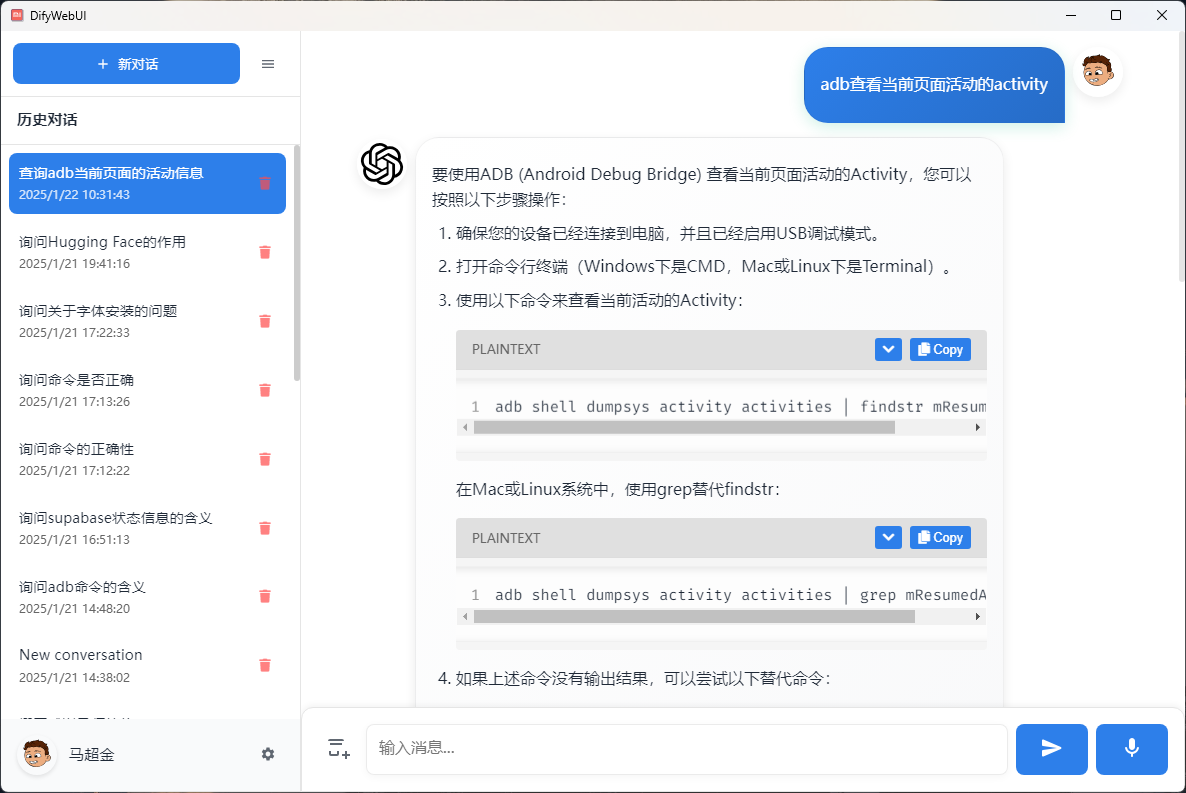 DifyWebUI
+ 新对话
历史对话
查询adb当前页面的活动信息
2025/1/22 10:31:43
询问Hugging Face的作用
2025/1/21 19:41:16
询问关于字体安装的问题
2025/1/21 17:22:33
询问命令是否正确
2025/1/21 17:13:26
询问命令的正确性
2025/1/21 17:12:22
询问supabase状态信息的含义
2025/1/21 16:51:13
询问adb命令的含义
2025/1/21 14:48:20
New conversation
2025/1/21 14:38:02
马超金
adb查看当前页面活动的activity
要使用ADB (Android Debug Bridge) 查看当前页面活动的Activity，您可以
按照以下步骤操作：
1. 确保您的设备已经连接到电脑，并且已经启用USB调试模式。
2. 打开命令行终端（Windows下是CMD，Mac或Linux下是Terminal）。
3. 使用以下命令来查看当前活动的Activity：
PLAINTEXT Copy
1 adb shell dumpsys activity activities | findstr mResum
在Mac或Linux系统中，使用grep替代findstr：
PLAINTEXT Copy
1 adb shell dumpsys activity activities | grep mResumedA
4. 如果上述命令没有输出结果，可以尝试以下替代命令：
输入消息...